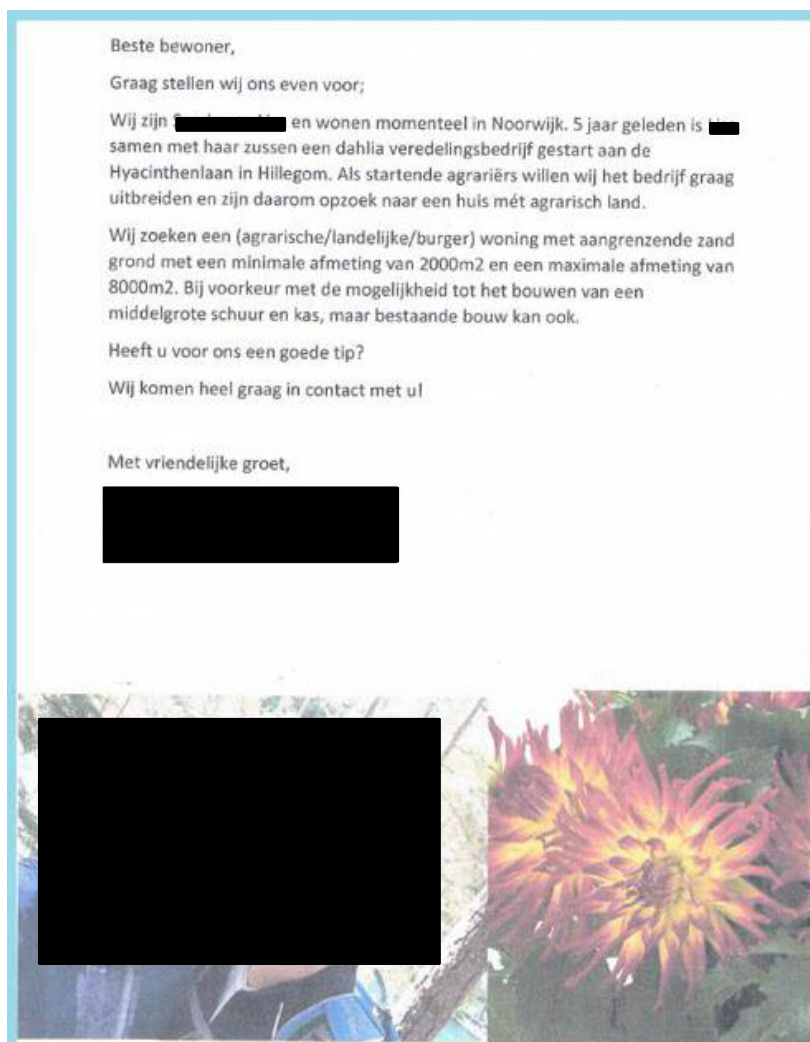 Beste bewoner,
Graag stellen wij ons even voor;
Wij zijn en wonen momenteel in Noorwijk. 5 jaar geleden is
samen met haar zussen een dahlia veredelingsbedrijf gestart aan de
Hyacinthenlaan in Hillegom. Als startende agrariërs willen wij het bedrijf graag
uitbreiden en zijn daarom opzoek naar een huis mét agrarisch land.
Wij zoeken een (agrarische/landelijke/burger) woning met aangrenzende zand
grond met een minimale afmeting van 2000m2 en een maximale afmeting van
8000m2. Bij voorkeur met de mogelijkheid tot het bouwen van een
middelgrote schuur en kas, maar bestaande bouw kan ook.
Heeft u voor ons een goede tip?
Wij komen heel graag in contact met u!
Met vriendelijke groet,